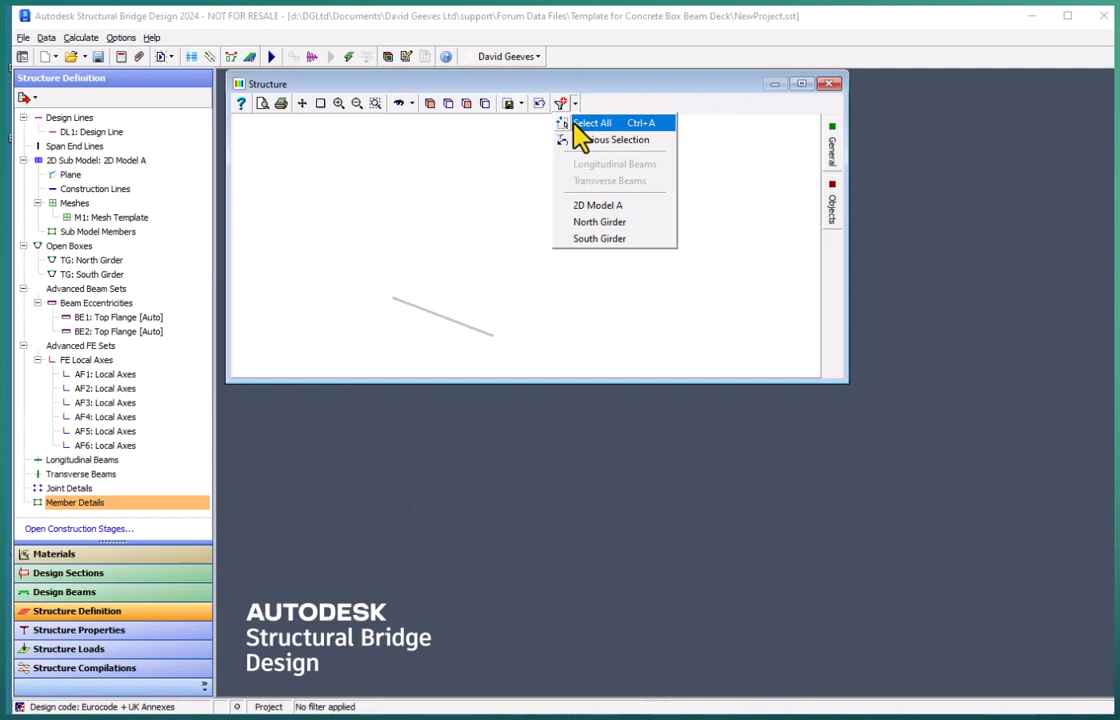 Autodesk Structural Bridge Design 2024 - NOT FOR RESALE - [d:\DGLtd\Documents\David Geeves Ltd\support\Forum Data Files\Template for Concrete Box Beam Deck\NewProject.sst]
File Data Calculate Options Help
David Geeves
Structure Definition
Design Lines
DL1: Design Line
Span End Lines
2D Sub Model: 2D Model A
Plane
Construction Lines
Meshes
M1: Mesh Template
Sub Model Members
Open Boxes
TG: North Girder
TG: South Girder
Advanced Beam Sets
Beam Eccentricities
BE1: Top Flange [Auto]
BE2: Top Flange [Auto]
Advanced FE Sets
FE Local Axes
AF1: Local Axes
AF2: Local Axes
AF3: Local Axes
AF4: Local Axes
AF5: Local Axes
AF6: Local Axes
Longitudinal Beams
Transverse Beams
Joint Details
Member Details
Open Construction Stages...
Materials
Design Sections
Design Beams
Structure Definition
Structure Properties
Structure Loads
Structure Compilations
Structure
Select All Ctrl+A
Selection
Longitudinal Beams
Transverse Beams
2D Model A
North Girder
South Girder
General
Objects
AUTODESK
Structural Bridge
Design
Design code: Eurocode + UK Annexes
Project
No filter applied